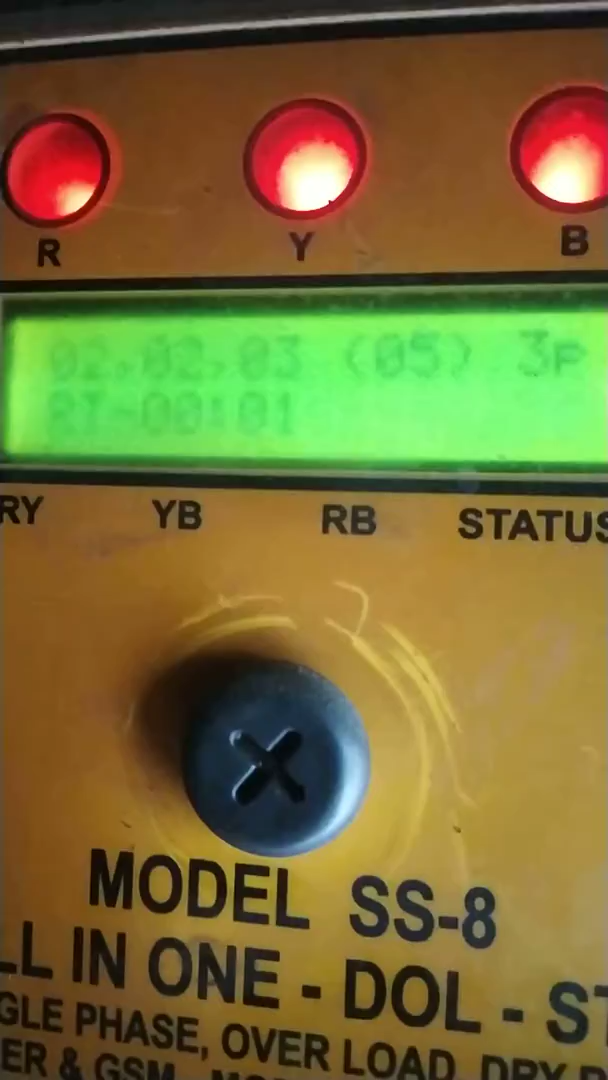 R Y B
02.02.03 (05) 3P
RT-00:01
RY YB RB STATUS
MODEL SS-8
LL IN ONE - DOL - ST
GLE PHASE, OVER LOAD, DRY R
ER & GSM - MO